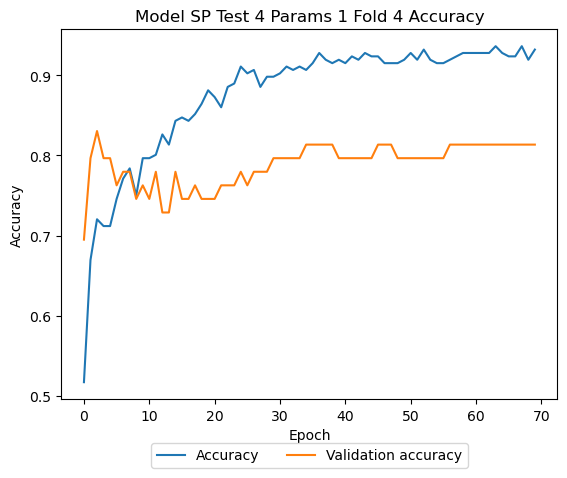 Model SP Test 4 Params 1 Fold 4 Accuracy
Accuracy
0.9
0.8
0.7
0.6
0.5
0 10 20 30 40 50 60 70
Epoch
Accuracy Validation accuracy